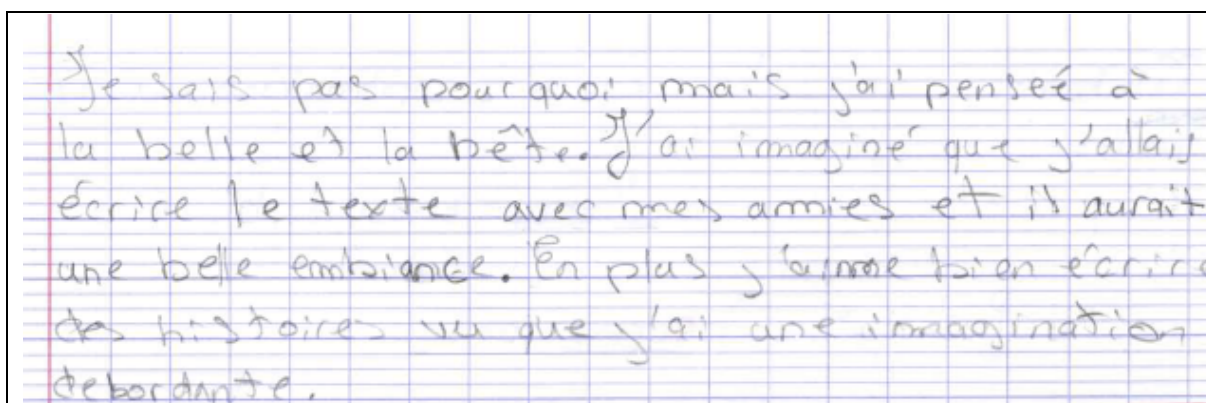 Je sais pas pourquoi mais j'ai penseé à
la belle et la bête. J'ai imaginé que j'allais
écrire le texte avec mes amies et il aurait
une belle embiance. En plus j'aimme bien écrire
des histoires vu que j'ai une immagination
debordante.